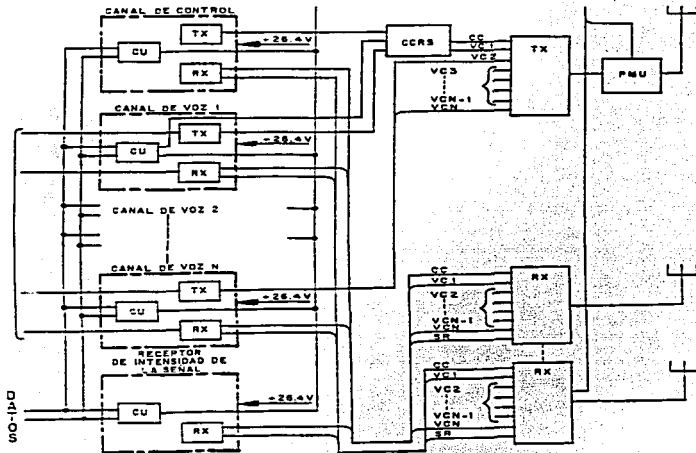 CANAL DE CONTROL
CU
TX
RX
+26.4V
CCRS
CC
VC1
VC2
VC3
VCN-1
VCN
TX
PMU
CANAL DE VOZ 1
CU
TX
RX
+26.4V
CANAL DE VOZ 2
CANAL DE VOZ N
CU
TX
RX
+26.4V
CC
VC1
VC2
VCN-1
VCN
SR
RX
RECEPTOR
DE INTENSIDAD DE
LA SEÑAL
CU
RX
+26.4V
CC
VC1
VC2
VCN-1
VCN
SR
RX
DATOS